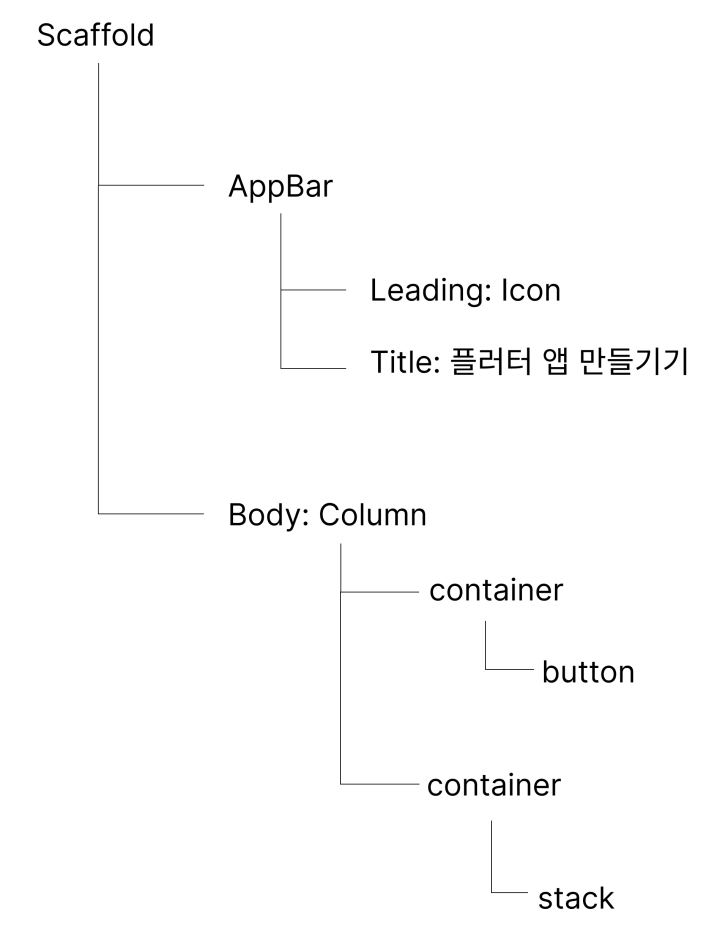 Scaffold
AppBar
Leading: Icon
Title: 플러터 앱 만들기기
Body: Column
container
button
container
stack